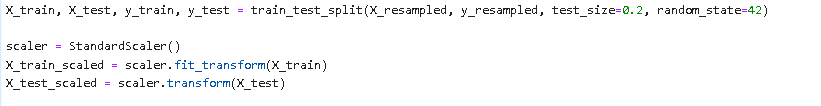 X_train, X_test, y_train, y_test = train_test_split(X_resampled, y_resampled, test_size=0.2, random_state=42)
scaler = StandardScaler()
X_train_scaled = scaler.fit_transform(X_train)
X_test_scaled = scaler.transform(X_test)